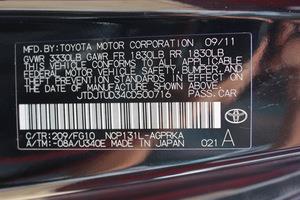 MFD. BY TOYOTA MOTOR CORPORATION 09/11
GVWR 3330LB GAWR FR 1830LB RR 1830LB
THIS VEHICLE CONFORMS TO ALL APPLICABLE
FEDERAL MOTOR VEHICLE SAFETY, BUMPER, AND
THEFT PREVENTION STANDARDS IN EFFECT ON
THE DATE OF MANUFACTURE SHOWN ABOVE.
JTDJTUD34CD500716
PASS. CAR
TOYOTA
C/TR: 209/FG10 NCP131L-AGPRKA
A/TM: -08A/U340E MADE IN JAPAN 021 A